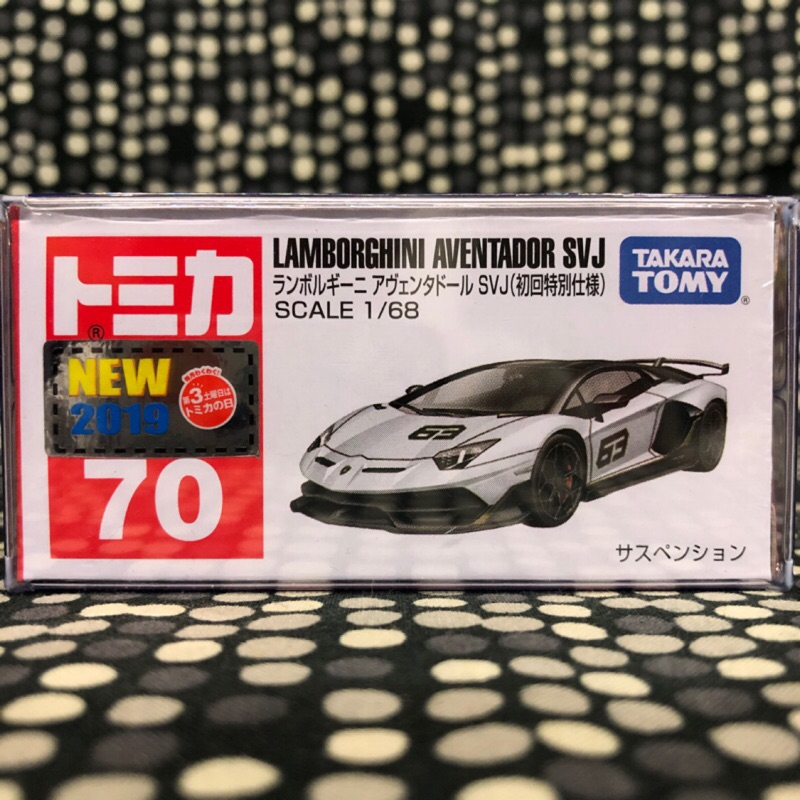 トミカ
®
NEW
2019
毎月わくわく!
第3土曜日は
トミカの日
70
LAMBORGHINI AVENTADOR SVJ
ランボルギーニ アヴェンタドール SVJ(初回特別仕様)
SCALE 1/68
TAKARA
TOMY
®
63
63
サスペンション